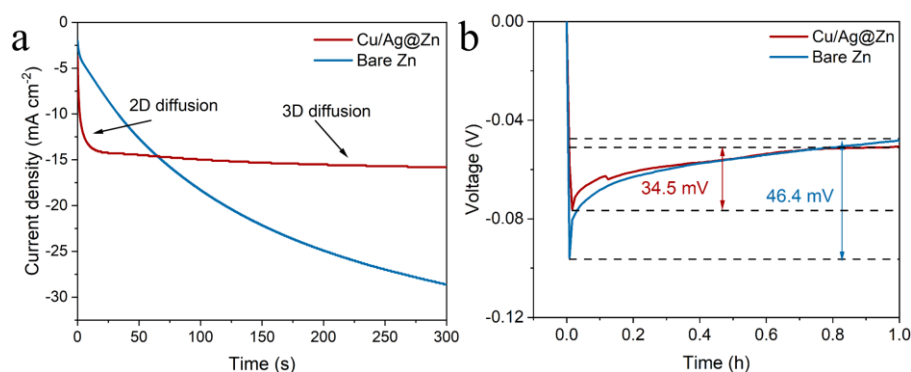 a
Current density (mA cm⁻²)
0
-5
-10
-15
-20
-25
-30
Cu/Ag@Zn
Bare Zn
2D diffusion
3D diffusion
0 50 100 150 200 250 300
Time (s)
b
Voltage (V)
0.00
-0.04
-0.08
-0.12
Cu/Ag@Zn
Bare Zn
34.5 mV
46.4 mV
0.0 0.2 0.4 0.6 0.8 1.0
Time (h)